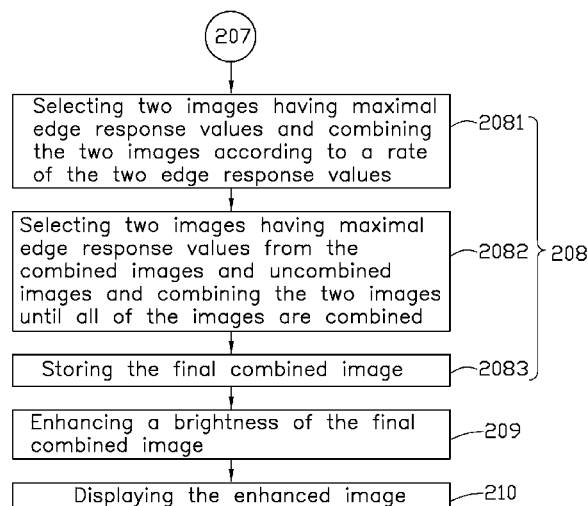 207
Selecting two images having maximal
edge response values and combining
the two images according to a rate
of the two edge response values
2081
Selecting two images having maximal
edge response values from the
combined images and uncombined
images and combining the two images
until all of the images are combined
2082
208
Storing the final combined image
2083
Enhancing a brightness of the final
combined image
209
Displaying the enhanced image
210